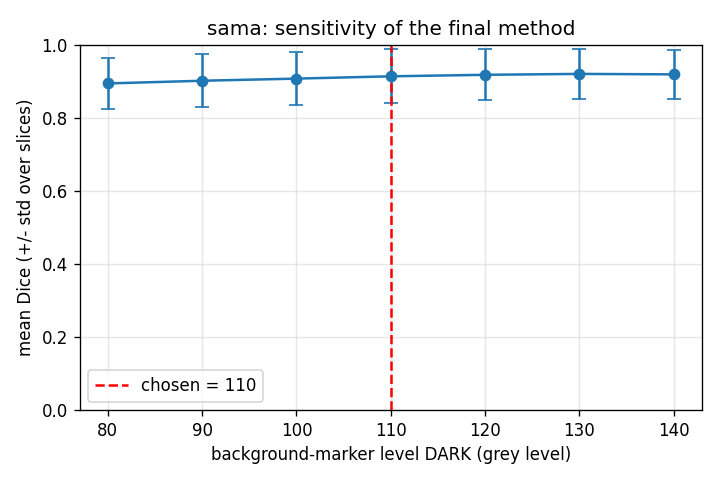 sama: sensitivity of the final method
mean Dice (+/- std over slices)
1.0
0.8
0.6
0.4
0.2
0.0
chosen = 110
80 90 100 110 120 130 140
background-marker level DARK (grey level)